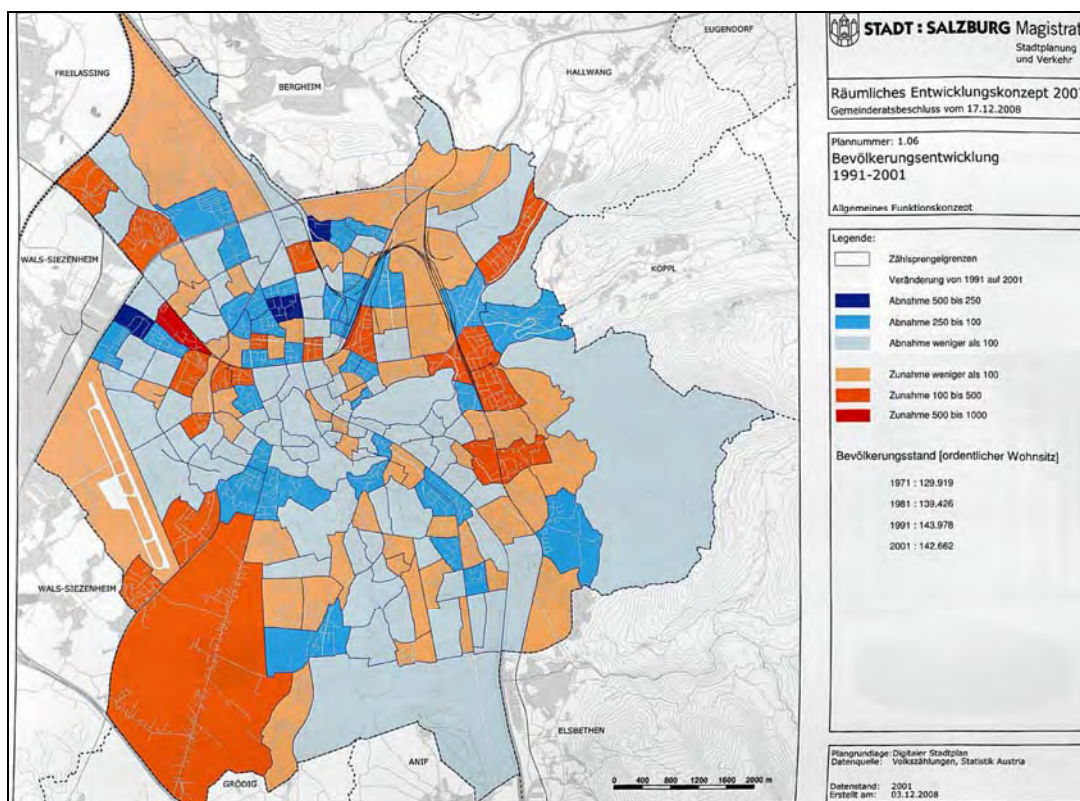 FREILASSING
BERGHEIM
EUGENDORF
HALLWANG
WALS-SIEZENHEIM
KOPPL
WALS-SIEZENHEIM
ELSBETHEN
ANIF
GRÖDIG
0 400 800 1200 1600 2000 m
STADT : SALZBURG Magistrat
Stadtplanung
und Verkehr
Räumliches Entwicklungskonzept 2007
Gemeinderatsbeschluss vom 17.12.2008
Plannummer: 1.06
Bevölkerungsentwicklung
1991-2001
Allgemeines Funktionskonzept
Legende:
Zählsprengelgrenzen
Veränderung von 1991 auf 2001
Abnahme 500 bis 250
Abnahme 250 bis 100
Abnahme weniger als 100
Zunahme weniger als 100
Zunahme 100 bis 500
Zunahme 500 bis 1000
Bevölkerungsstand [ordentlicher Wohnsitz]
1971 : 129.919
1981 : 139.426
1991 : 143.978
2001 : 142.662
Plangrundlage: Digitaler Stadtplan
Datenquelle: Volkszählungen, Statistik Austria
Datenstand: 2001
Erstellt am: 03.12.2008